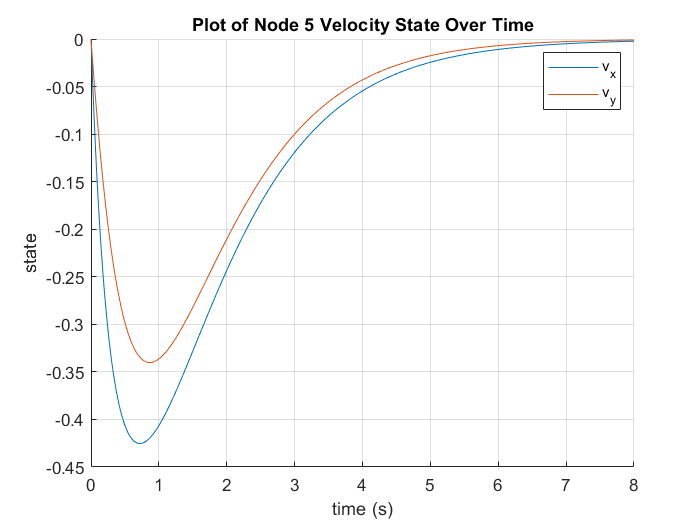 Plot of Node 5 Velocity State Over Time
0
-0.05
-0.1
-0.15
-0.2
-0.25
-0.3
-0.35
-0.4
-0.45
state
v_x
v_y
0 1 2 3 4 5 6 7 8
time (s)